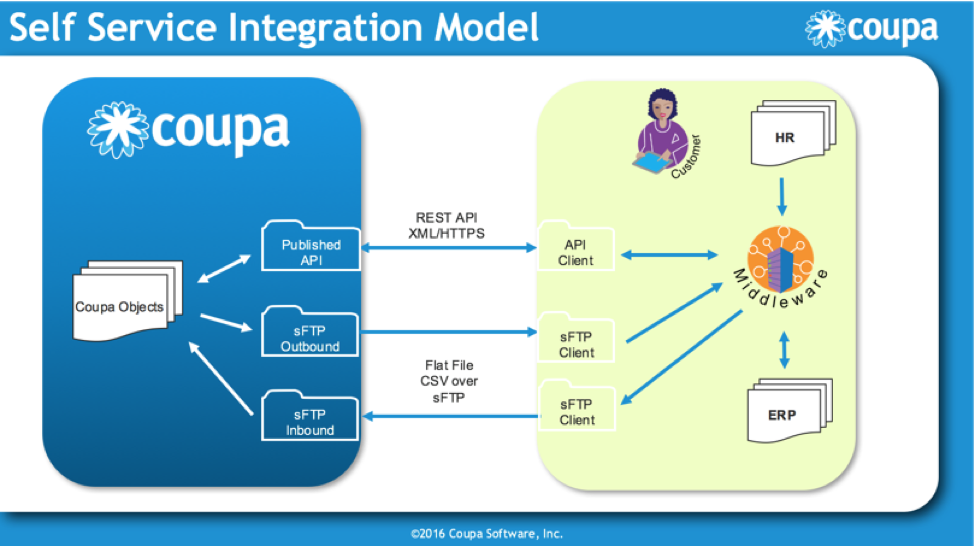 Self Service Integration Model
coupa
coupa
Customer
HR
REST API
XML/HTTPS
Published
API
API
Client
Coupa Objects
Middleware
sFTP
Outbound
sFTP
Client
Flat File
CSV over
sFTP
sFTP
Inbound
sFTP
Client
ERP
©2016 Coupa Software, Inc.